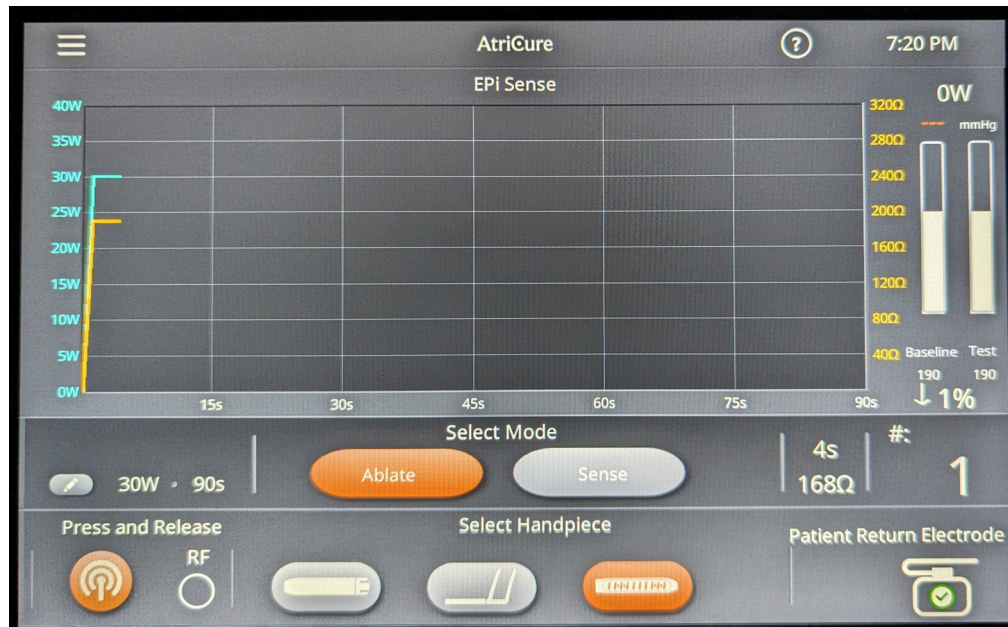 AtriCure
?
7:20 PM
EPi Sense
0W
40W
35W
30W
25W
20W
15W
10W
5W
0W
15s
30s
45s
60s
75s
90s
320Ω
280Ω
240Ω
200Ω
160Ω
120Ω
80Ω
40Ω
--- mmHg
Baseline Test
190 190
↓ 1%
30W • 90s
Select Mode
Ablate Sense
4s
168Ω
#:
1
Press and Release
RF
Select Handpiece
Patient Return Electrode